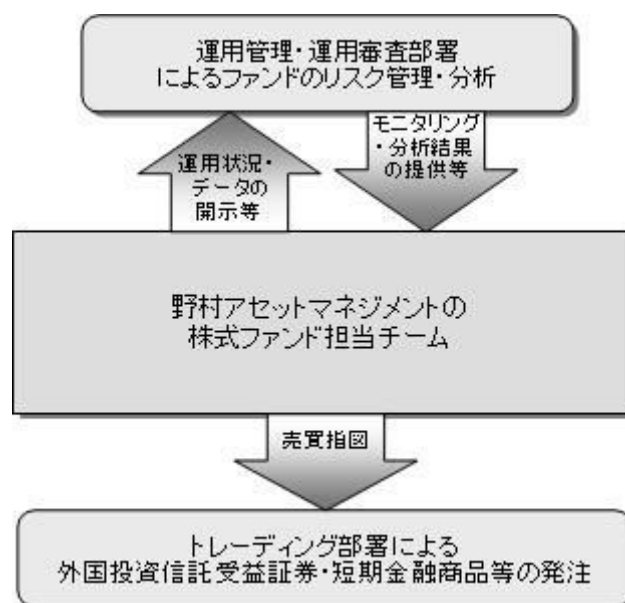 運用管理・運用審査部署
によるファンドのリスク管理・分析
運用状況・
データの
開示等
モニタリング
・分析結果
の提供等
野村アセットマネジメントの
株式ファンド担当チーム
売買指図
トレーディング部署による
外国投資信託受益証券・短期金融商品等の発注